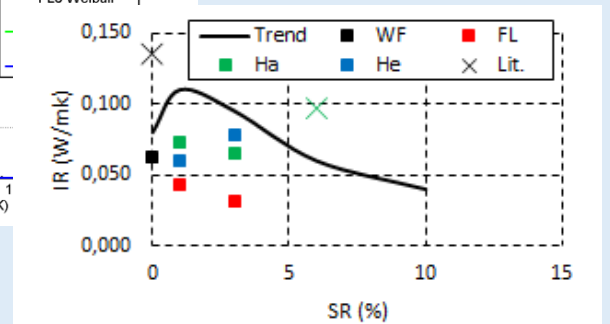 0,150
Trend WF FL
Ha He Lit.
0,100
IR (W/mk)
0,050
0,000
0 5 10 15
SR (%)
1
K)